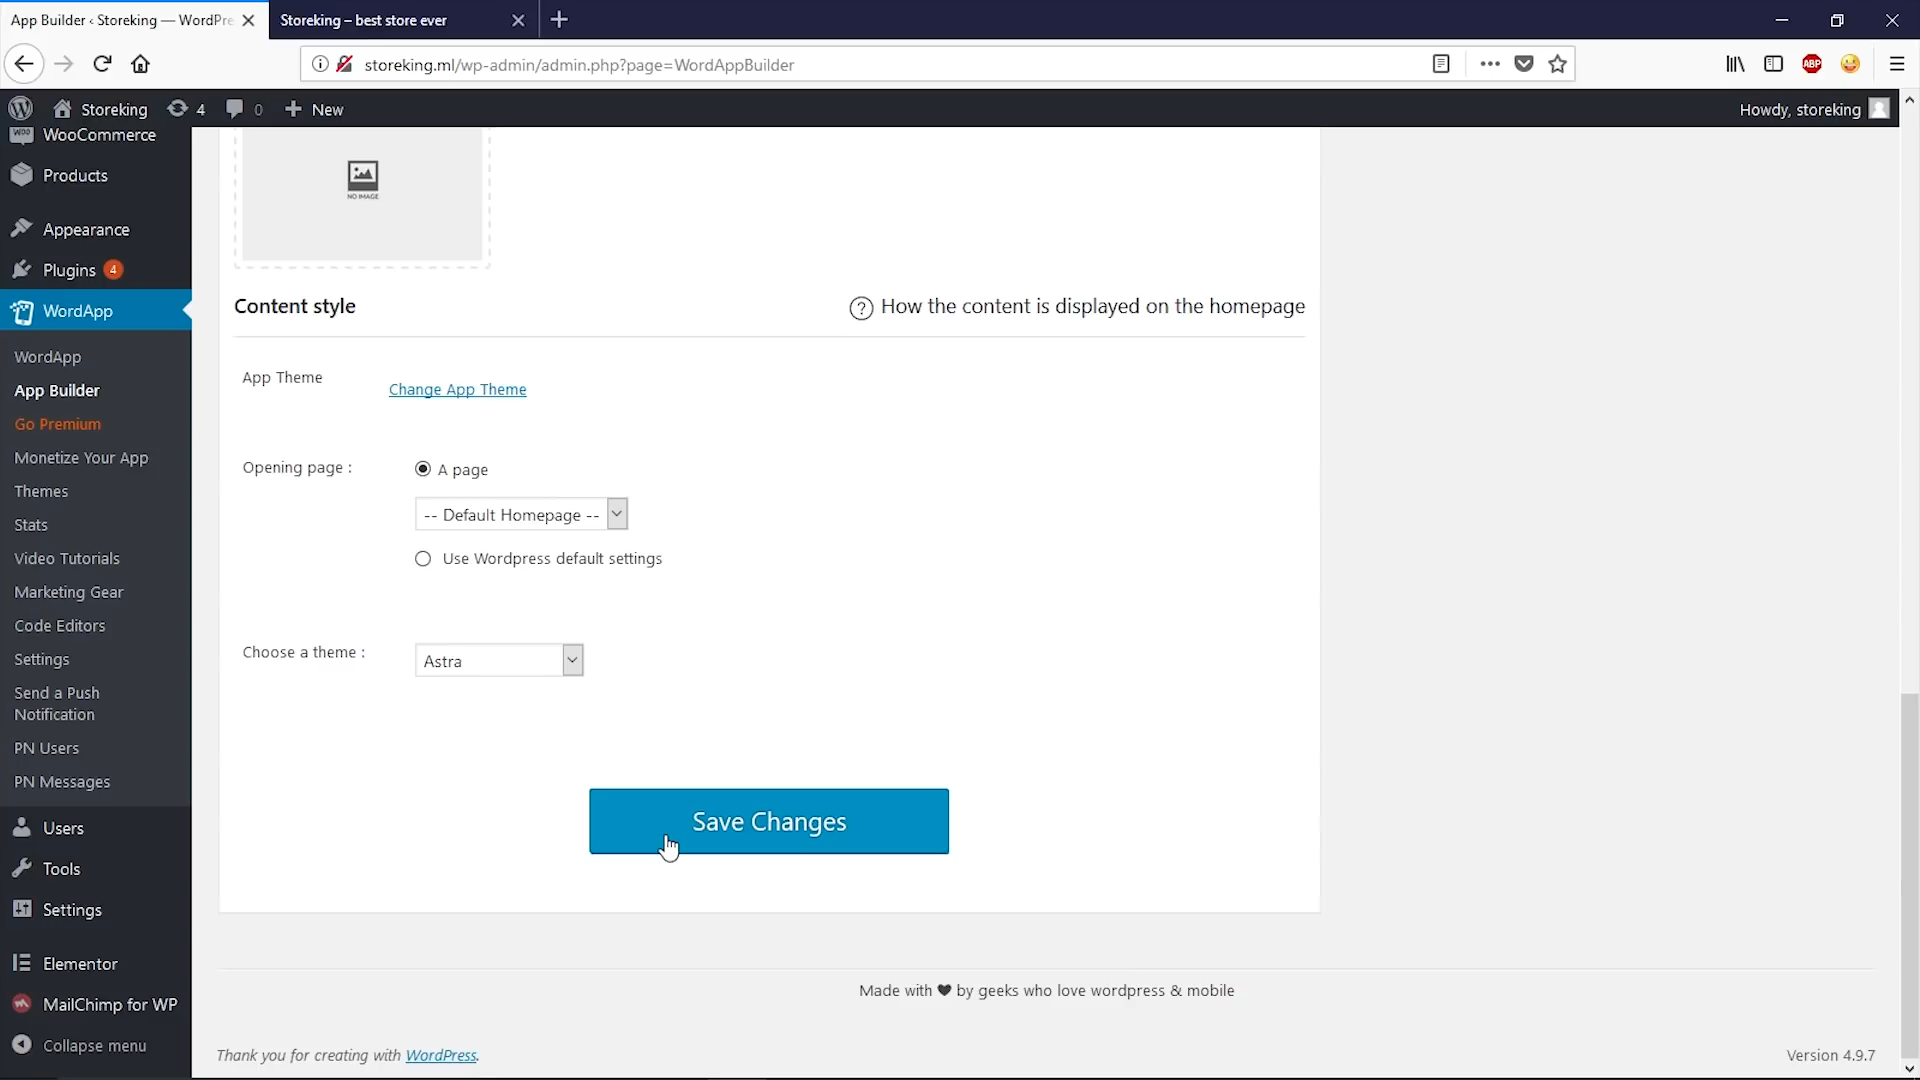 App Builder ‹ Storeking — WordPre
Storeking – best store ever
storeking.ml/wp-admin/admin.php?page=WordAppBuilder
ABP
Storeking
4
0
New
Howdy, storeking
WooCommerce
Products
Appearance
Plugins 4
WordApp
WordApp
App Builder
Go Premium
Monetize Your App
Themes
Stats
Video Tutorials
Marketing Gear
Code Editors
Settings
Send a Push
Notification
PN Users
PN Messages
Users
Tools
Settings
Elementor
MailChimp for WP
Collapse menu
NO IMAGE
Content style
? How the content is displayed on the homepage
App Theme
Change App Theme
Opening page :
A page
-- Default Homepage --
Use Wordpress default settings
Choose a theme :
Astra
Save Changes
Made with ♥ by geeks who love wordpress & mobile
Thank you for creating with WordPress.
Version 4.9.7